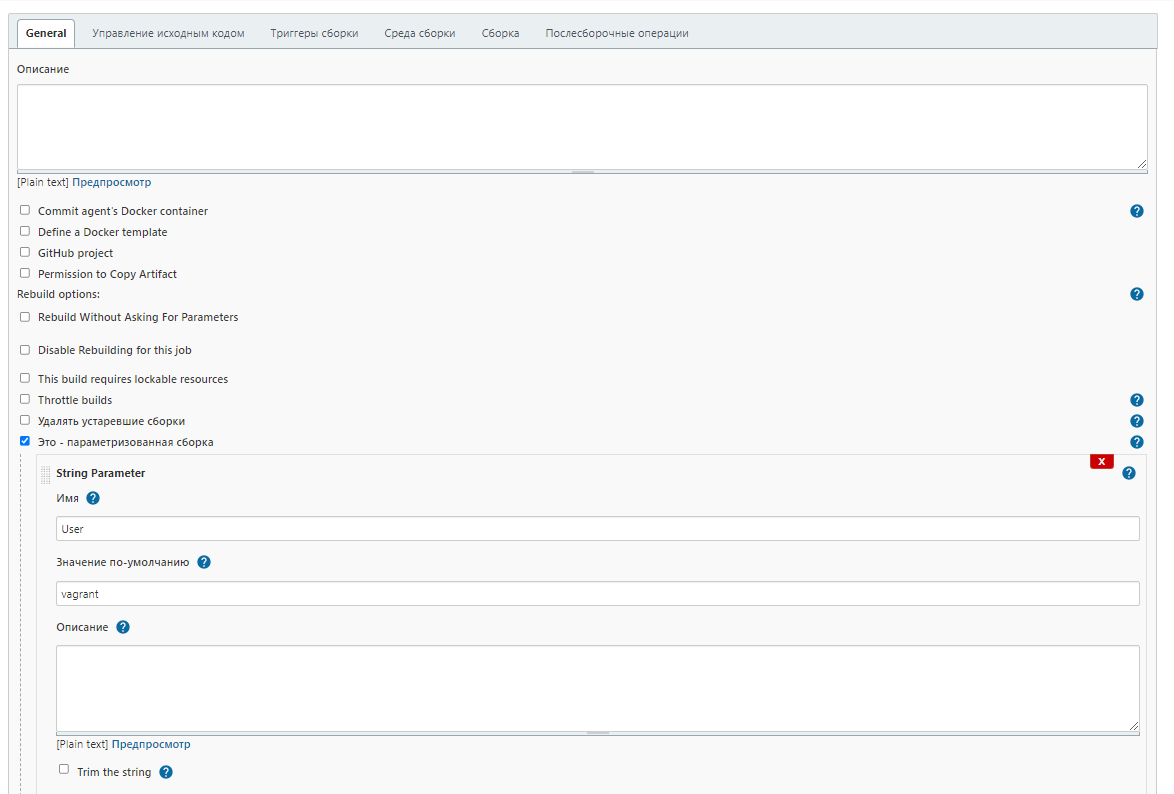 General Управление исходным кодом Триггеры сборки Среда сборки Сборка Послесборочные операции
Описание
[Plain text] Предпросмотр
Commit agent's Docker container
Define a Docker template
GitHub project
Permission to Copy Artifact
Rebuild options:
Rebuild Without Asking For Parameters
Disable Rebuilding for this job
This build requires lockable resources
Throttle builds
Удалять устаревшие сборки
Это - параметризованная сборка
X
String Parameter
Имя
User
Значение по-умолчанию
vagrant
Описание
[Plain text] Предпросмотр
Trim the string